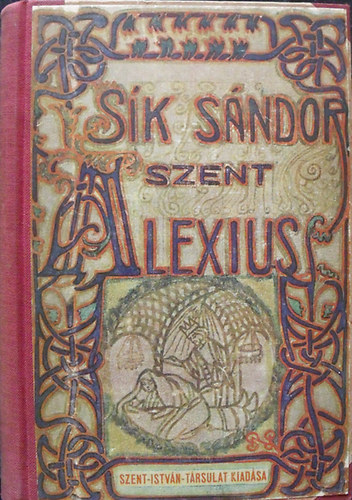 SÍK SÁNDOR
SZENT
ALEXIUS
SZENT-ISTVÁN-TÁRSULAT KIADÁSA